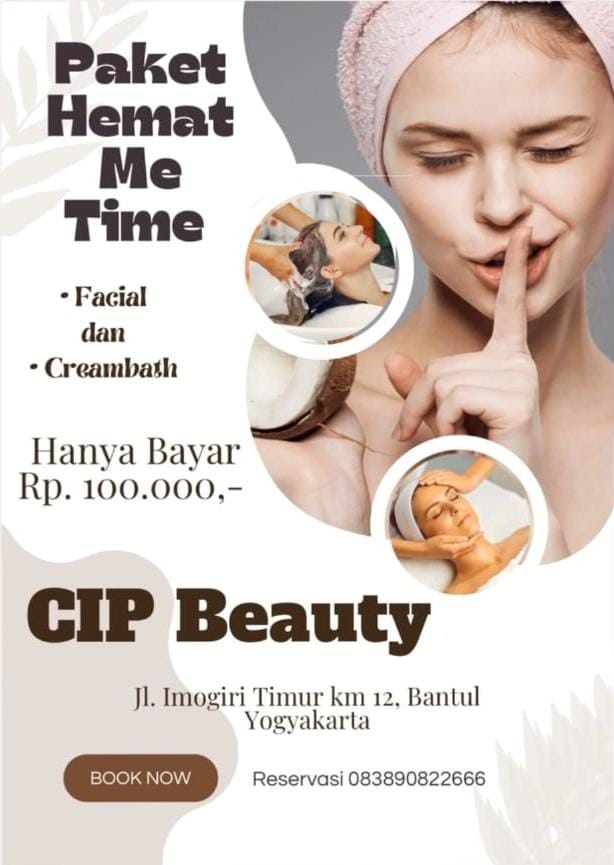 Paket
Hemat
Me
Time
• Facial
dan
• Creambath
Hanya Bayar
Rp. 100.000,-
CIP Beauty
Jl. Imogiri Timur km 12, Bantul
Yogyakarta
BOOK NOW
Reservasi 083890822666